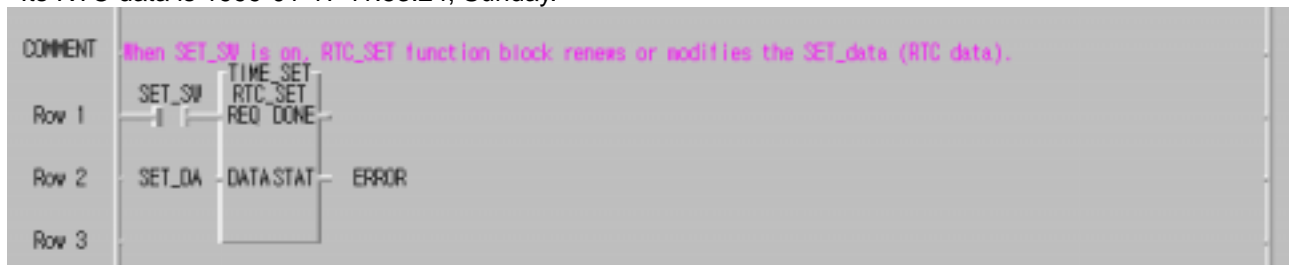 COMMENT When SET_SW is on, RTC_SET function block renews or modifies the SET_data (RTC data).
TIME_SET
SET_SW RTC_SET
Row 1 REQ DONE
Row 2 SET_DA DATA STAT ERROR
Row 3